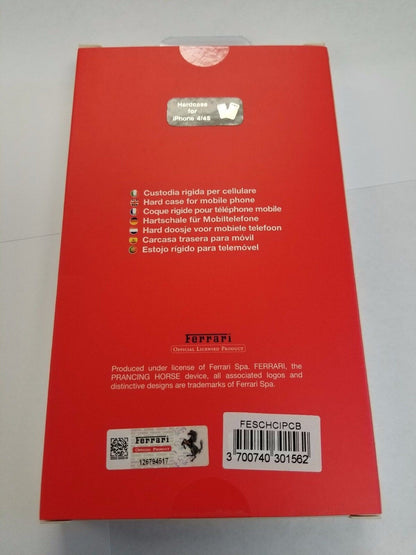 Hardcase
for
iPhone 4/4S
Custodia rigida per cellulare
Hard case for mobile phone
Coque rigide pour téléphone mobile
Hartschale für Mobiltelefone
Hard doosje voor mobiele telefoon
Carcasa trasera para móvil
Estojo rígido para telemóvel
Ferrari
OFFICIAL LICENSED PRODUCT
Produced under license of Ferrari Spa. FERRARI, the
PRANCING HORSE device, all associated logos and
distinctive designs are trademarks of Ferrari Spa.
Ferrari
OFFICIAL PRODUCT
126794617
FESCHCIPCB
3 700740 301562